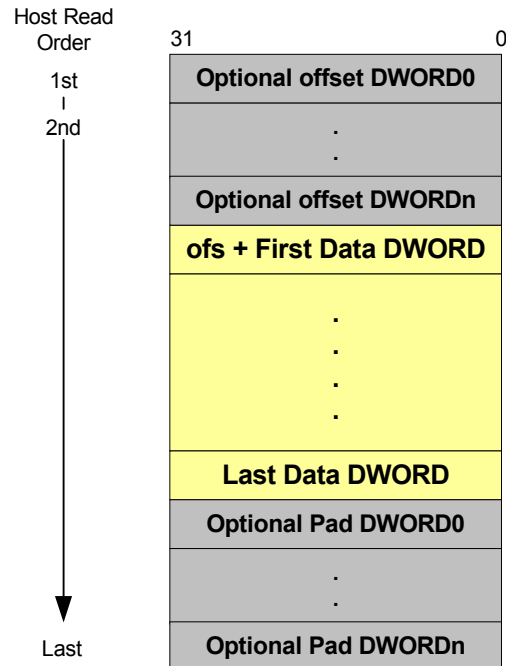 Host Read
Order
31 0
1st
Optional offset DWORD0
2nd
.
.
Optional offset DWORDn
ofs + First Data DWORD
.
.
.
.
Last Data DWORD
Optional Pad DWORD0
.
.
Last
Optional Pad DWORDn